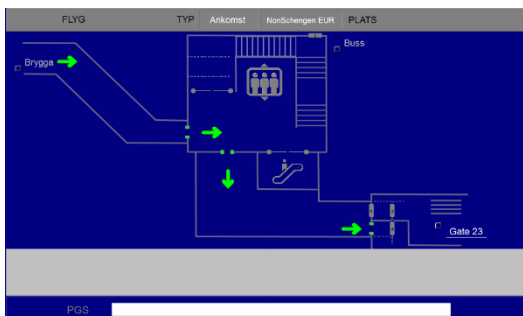 FLYG TYP Ankomst NonSchengen EUR PLATS
Buss
Brygga
Gate 23
PGS